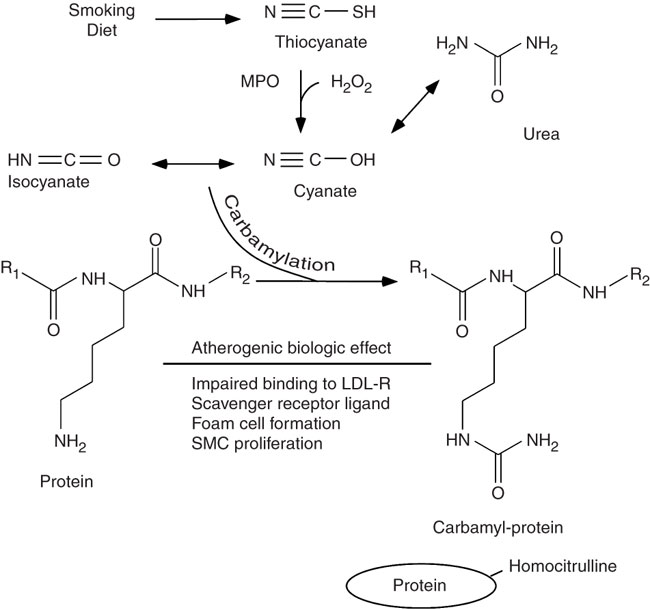 Smoking
Diet
N≡C–SH
Thiocyanate
H₂N NH₂
O
Urea
MPO H₂O₂
HN=C=O
Isocyanate
N≡C–OH
Cyanate
Carbamylation
R₁ NH O NH R₂
O
NH₂
Protein
R₁ NH O NH R₂
O
HN NH₂
O
Carbamyl-protein
Atherogenic biologic effect
Impaired binding to LDL-R
Scavenger receptor ligand
Foam cell formation
SMC proliferation
Homocitrulline
Protein